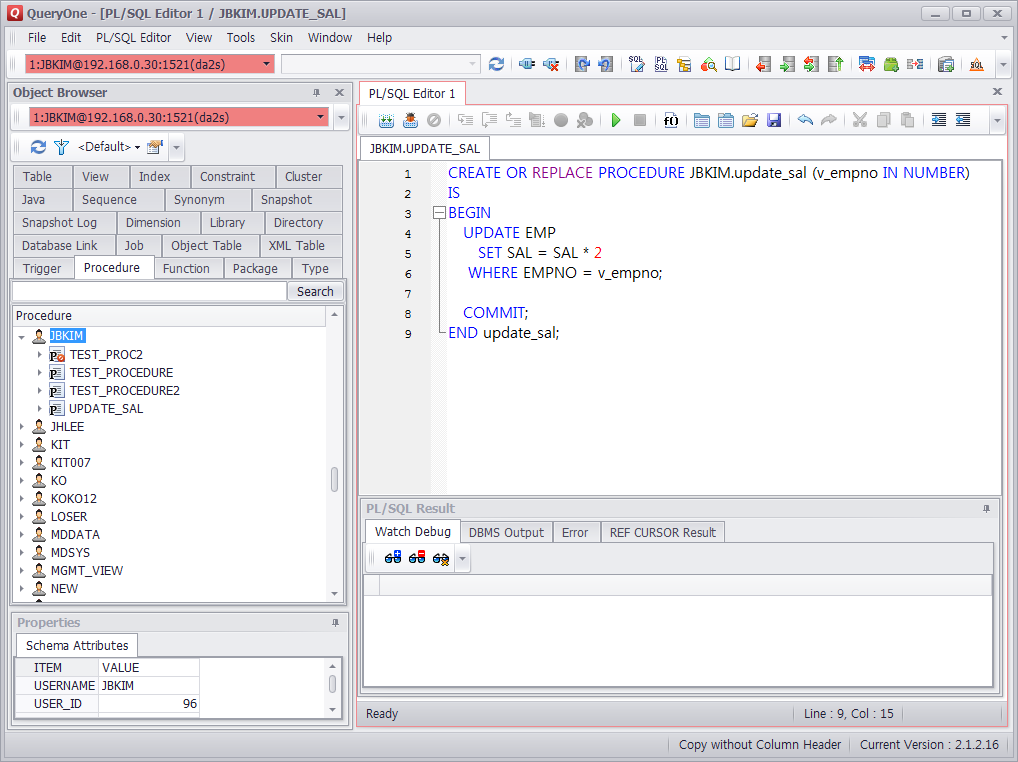 QueryOne - [PL/SQL Editor 1 / JBKIM.UPDATE_SAL]
File Edit PL/SQL Editor View Tools Skin Window Help
1:JBKIM@192.168.0.30:1521(da2s)
Object Browser
1:JBKIM@192.168.0.30:1521(da2s)
<Default>
Table View Index Constraint Cluster
Java Sequence Synonym Snapshot
Snapshot Log Dimension Library Directory
Database Link Job Object Table XML Table
Trigger Procedure Function Package Type
Search
Procedure
JBKIM
TEST_PROC2
TEST_PROCEDURE
TEST_PROCEDURE2
UPDATE_SAL
JHLEE
KIT
KIT007
KO
KOKO12
LOSER
MDDATA
MDSYS
MGMT_VIEW
NEW
Properties
Schema Attributes
ITEM VALUE
USERNAME JBKIM
USER_ID 96
PL/SQL Editor 1
JBKIM.UPDATE_SAL
1 CREATE OR REPLACE PROCEDURE JBKIM.update_sal (v_empno IN NUMBER)
2 IS
3 BEGIN
4 UPDATE EMP
5 SET SAL = SAL * 2
6 WHERE EMPNO = v_empno;
7
8 COMMIT;
9 END update_sal;
PL/SQL Result
Watch Debug DBMS Output Error REF CURSOR Result
Ready Line : 9, Col : 15
Copy without Column Header Current Version : 2.1.2.16